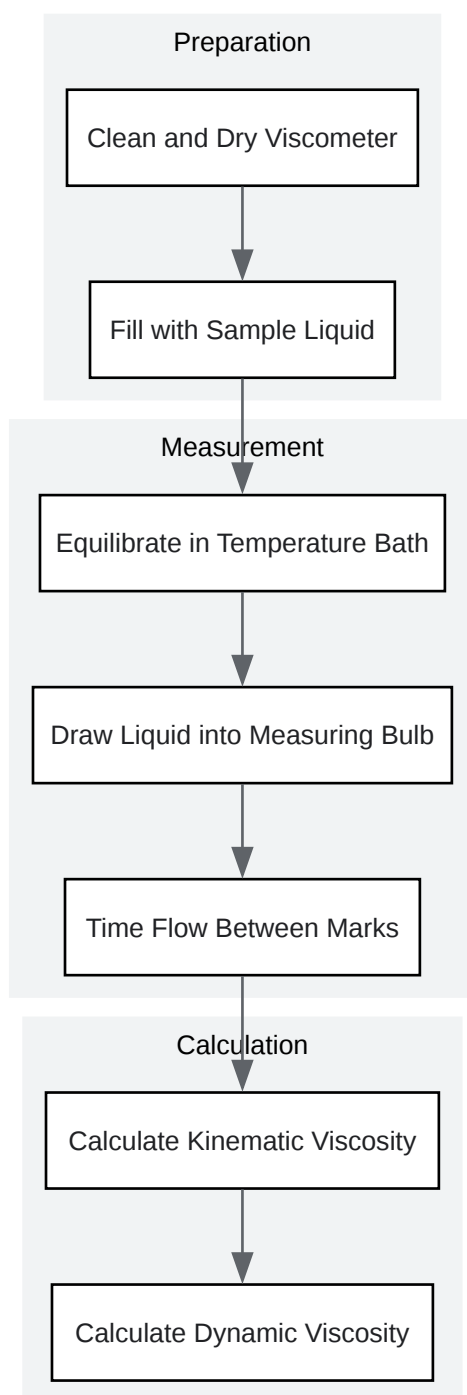 Preparation
Clean and Dry Viscometer
Fill with Sample Liquid
Measurement
Equilibrate in Temperature Bath
Draw Liquid into Measuring Bulb
Time Flow Between Marks
Calculation
Calculate Kinematic Viscosity
Calculate Dynamic Viscosity